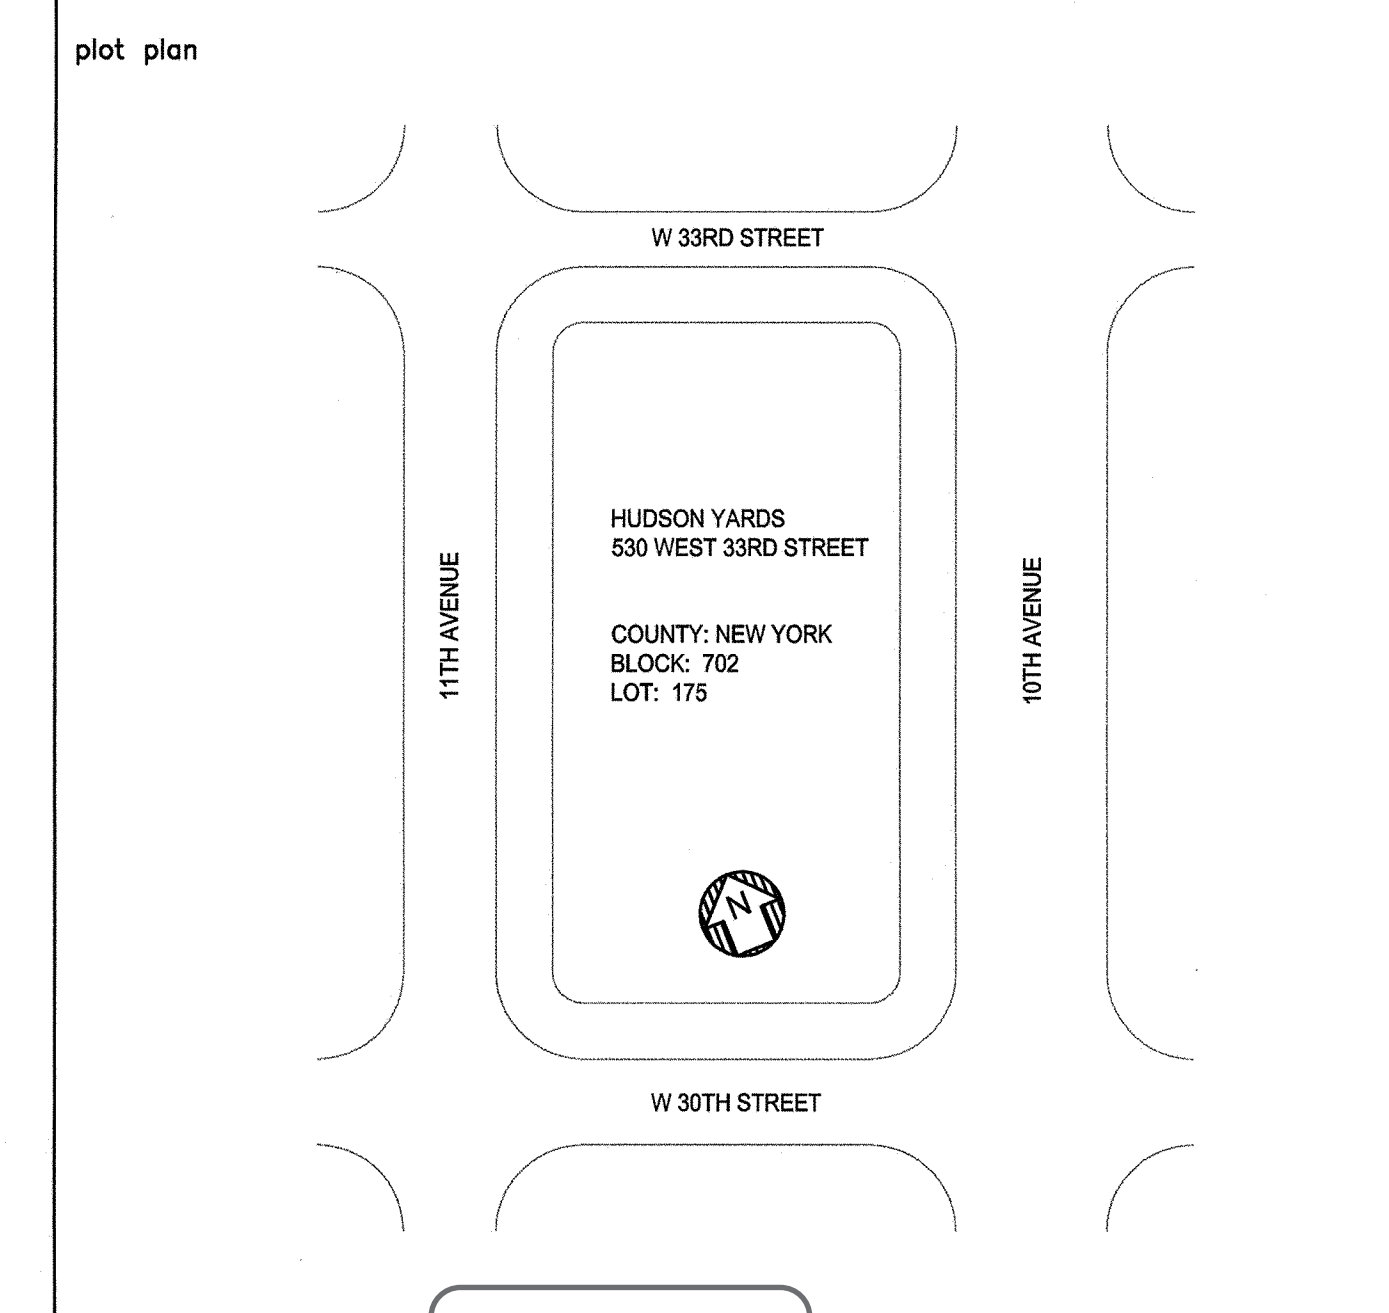 plot plan
W 33RD STREET
HUDSON YARDS
530 WEST 33RD STREET
11TH AVENUE
10TH AVENUE
COUNTY: NEW YORK
BLOCK: 702
LOT: 175
N
W 30TH STREET